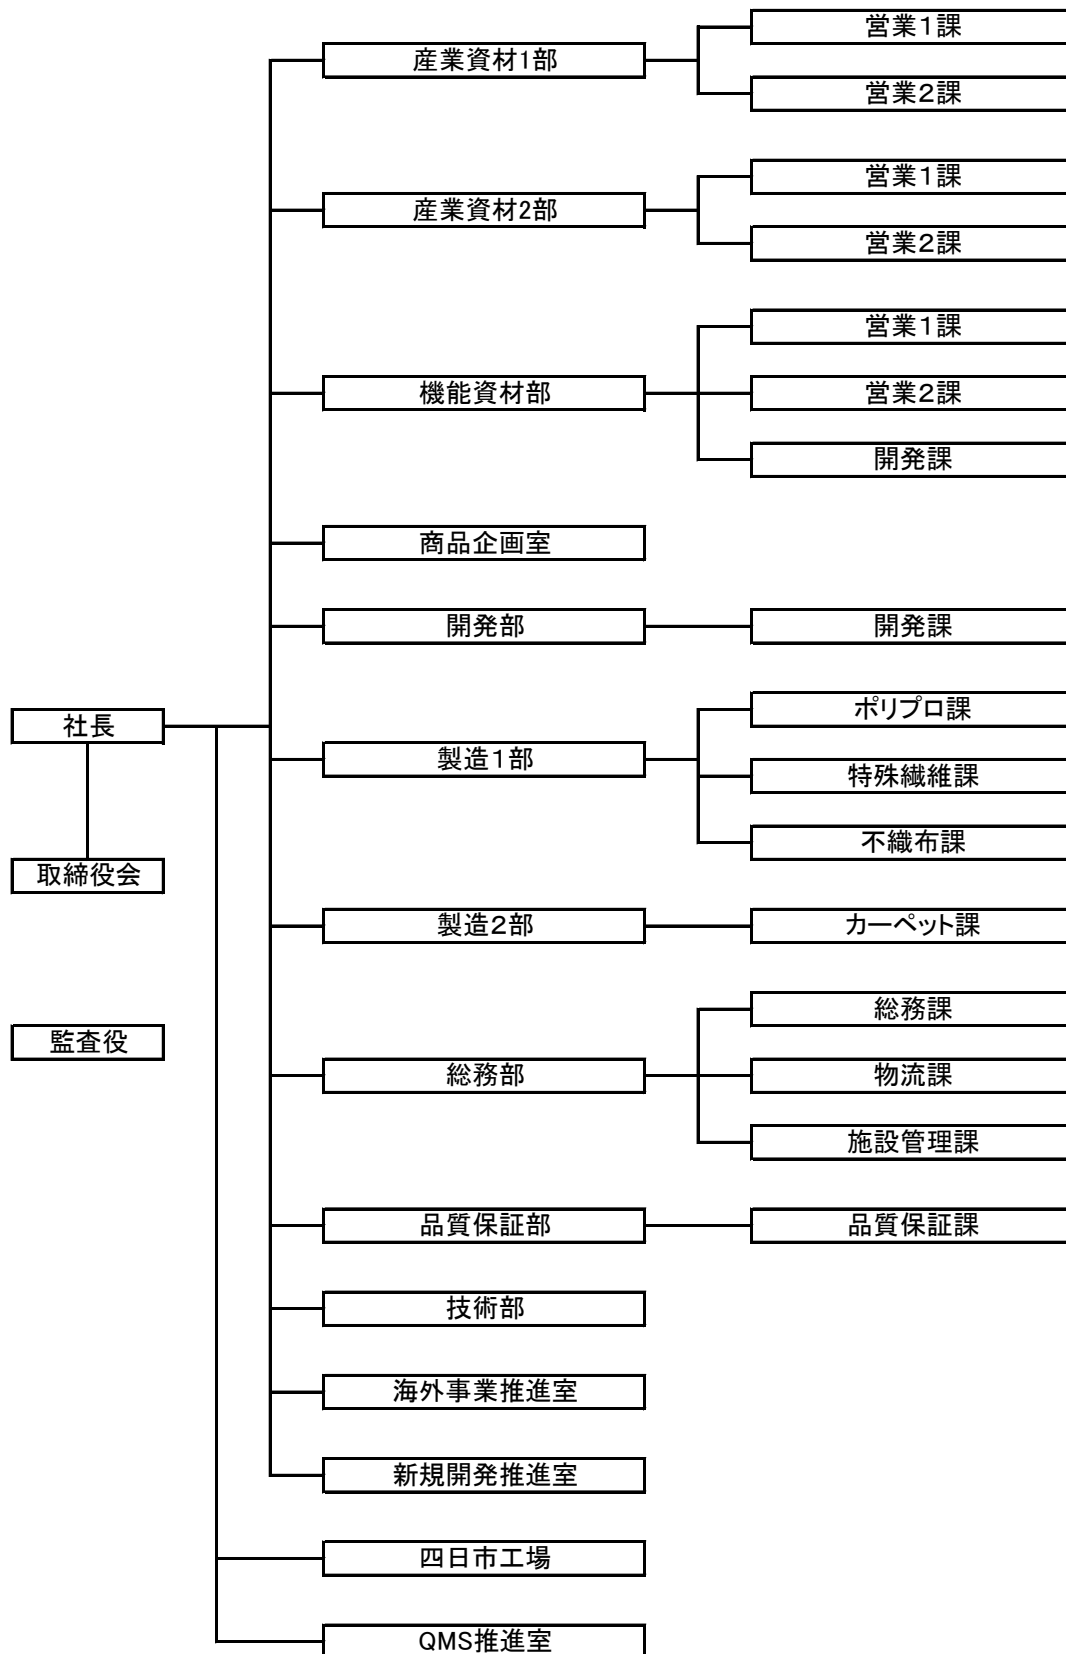 営業１課
産業資材1部
営業２課
営業１課
産業資材2部
営業２課
営業１課
機能資材部
営業２課
開発課
商品企画室
開発部
開発課
ポリプロ課
社長
製造１部
特殊繊維課
不織布課
取締役会
製造２部
カーペット課
総務課
監査役
総務部
物流課
施設管理課
品質保証部
品質保証課
技術部
海外事業推進室
新規開発推進室
四日市工場
QMS推進室